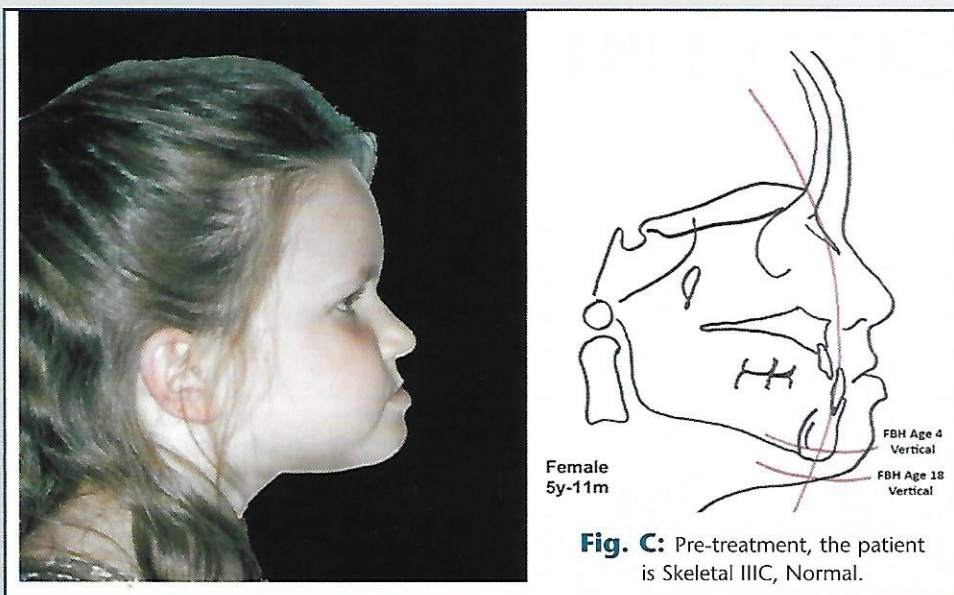 FBH Age 4
Vertical
FBH Age 18
Vertical
Female
5y-11m
Fig. C: Pre-treatment, the patient
is Skeletal IIIC, Normal.